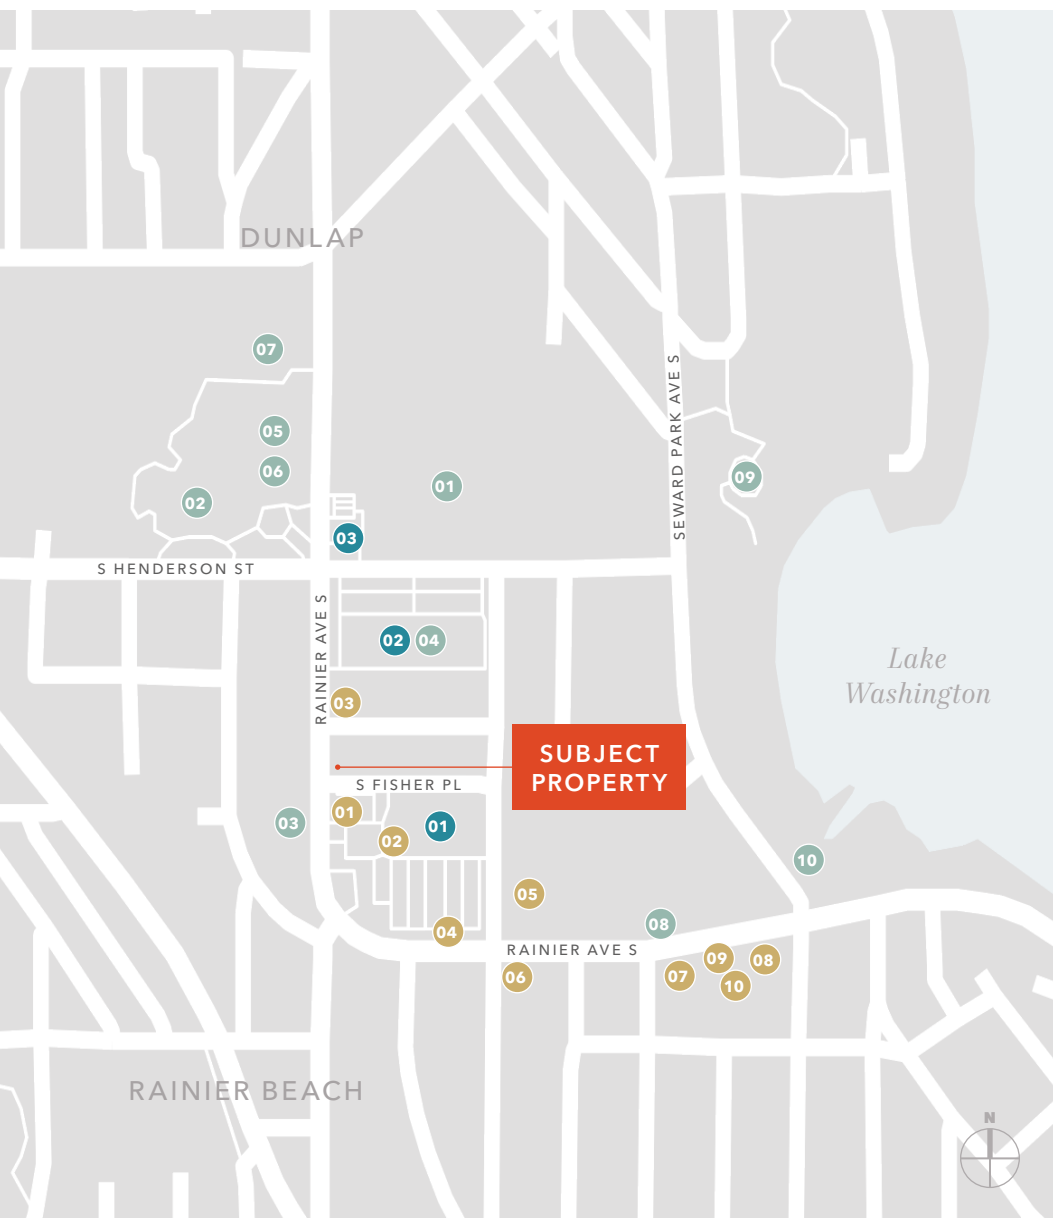 DUNLAP
07
SEWARD PARK AVE S
05
06
02
01
09
03
S HENDERSON ST
RAINIER AVE S
02
04
Lake
Washington
03
SUBJECT
PROPERTY
S FISHER PL
01
03
01
02
10
05
08
04
RAINIER AVE S
09
08
07
06
10
RAINIER BEACH
N